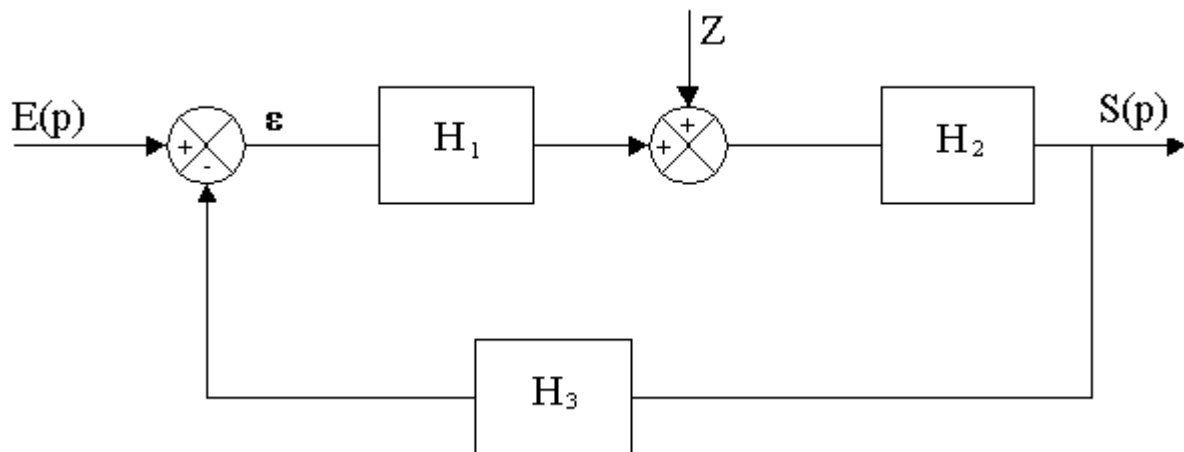 Z
E(p)
ε
H₁
H₂
S(p)
+
-
+
+
H₃